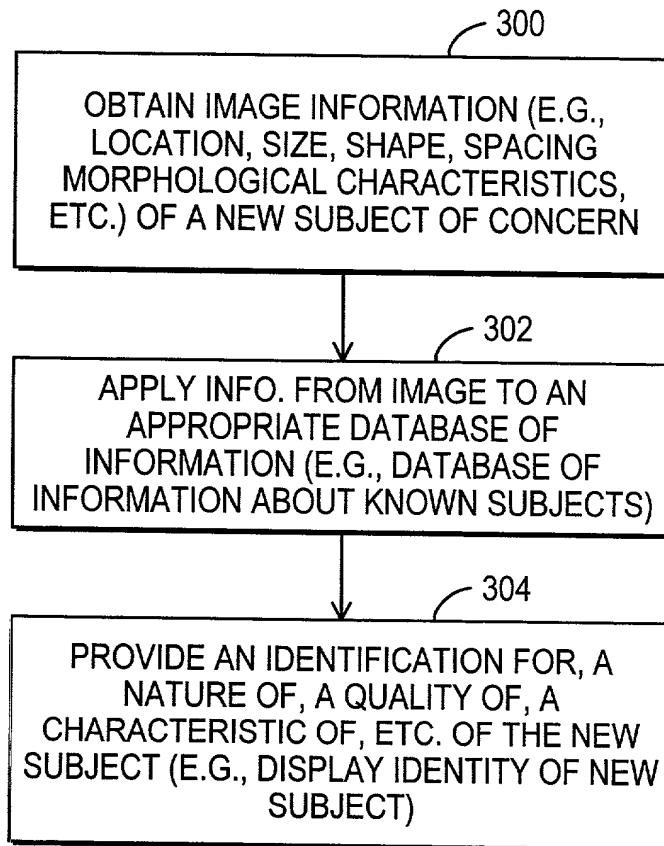 300
OBTAIN IMAGE INFORMATION (E.G.,
LOCATION, SIZE, SHAPE, SPACING
MORPHOLOGICAL CHARACTERISTICS,
ETC.) OF A NEW SUBJECT OF CONCERN
302
APPLY INFO. FROM IMAGE TO AN
APPROPRIATE DATABASE OF
INFORMATION (E.G., DATABASE OF
INFORMATION ABOUT KNOWN SUBJECTS)
304
PROVIDE AN IDENTIFICATION FOR, A
NATURE OF, A QUALITY OF, A
CHARACTERISTIC OF, ETC. OF THE NEW
SUBJECT (E.G., DISPLAY IDENTITY OF NEW
SUBJECT)